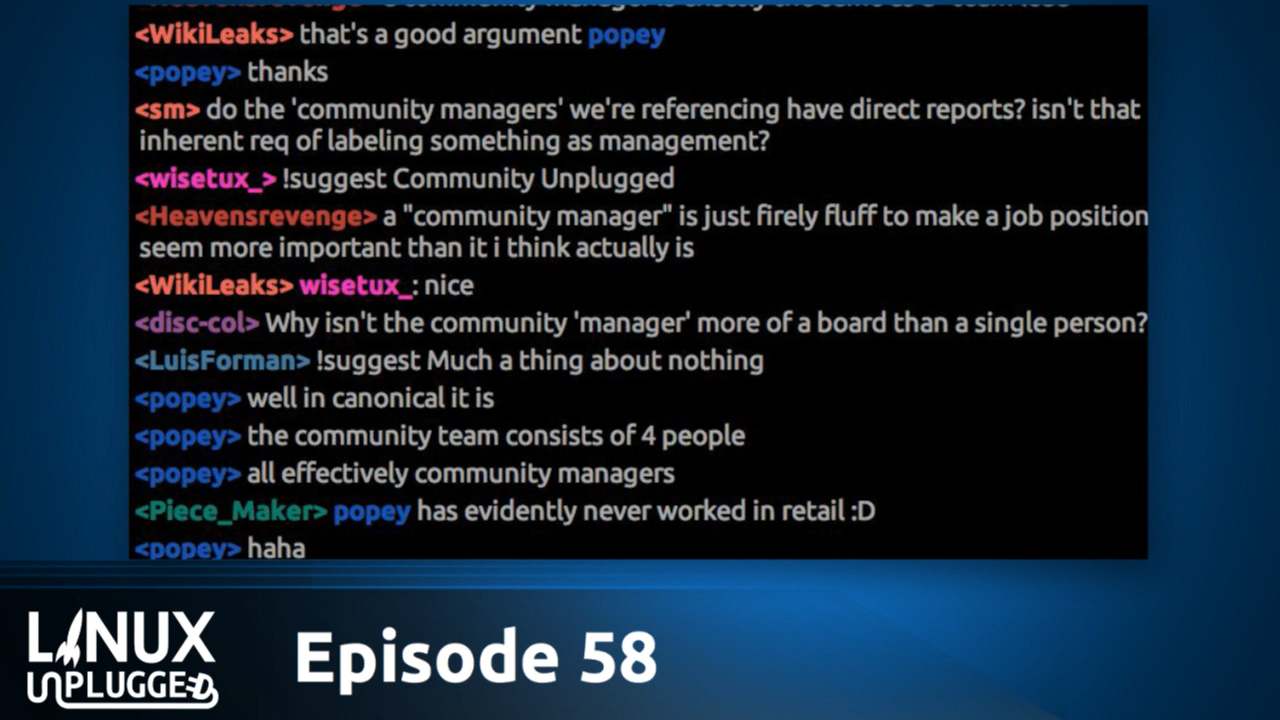 <WikiLeaks> that's a good argument popey
<popey> thanks
<sm> do the 'community managers' we're referencing have direct reports? isn't that
inherent req of labeling something as management?
<wisetux_> !suggest Community Unplugged
<Heavensrevenge> a "community manager" is just firely fluff to make a job position
seem more important than it i think actually is
<WikiLeaks> wisetux_: nice
<disc-col> Why isn't the community 'manager' more of a board than a single person?
<LuisForman> !suggest Much a thing about nothing
<popey> well in canonical it is
<popey> the community team consists of 4 people
<popey> all effectively community managers
<Piece_Maker> popey has evidently never worked in retail :D
<popey> haha
LINUX
UNPLUGGED
Episode 58